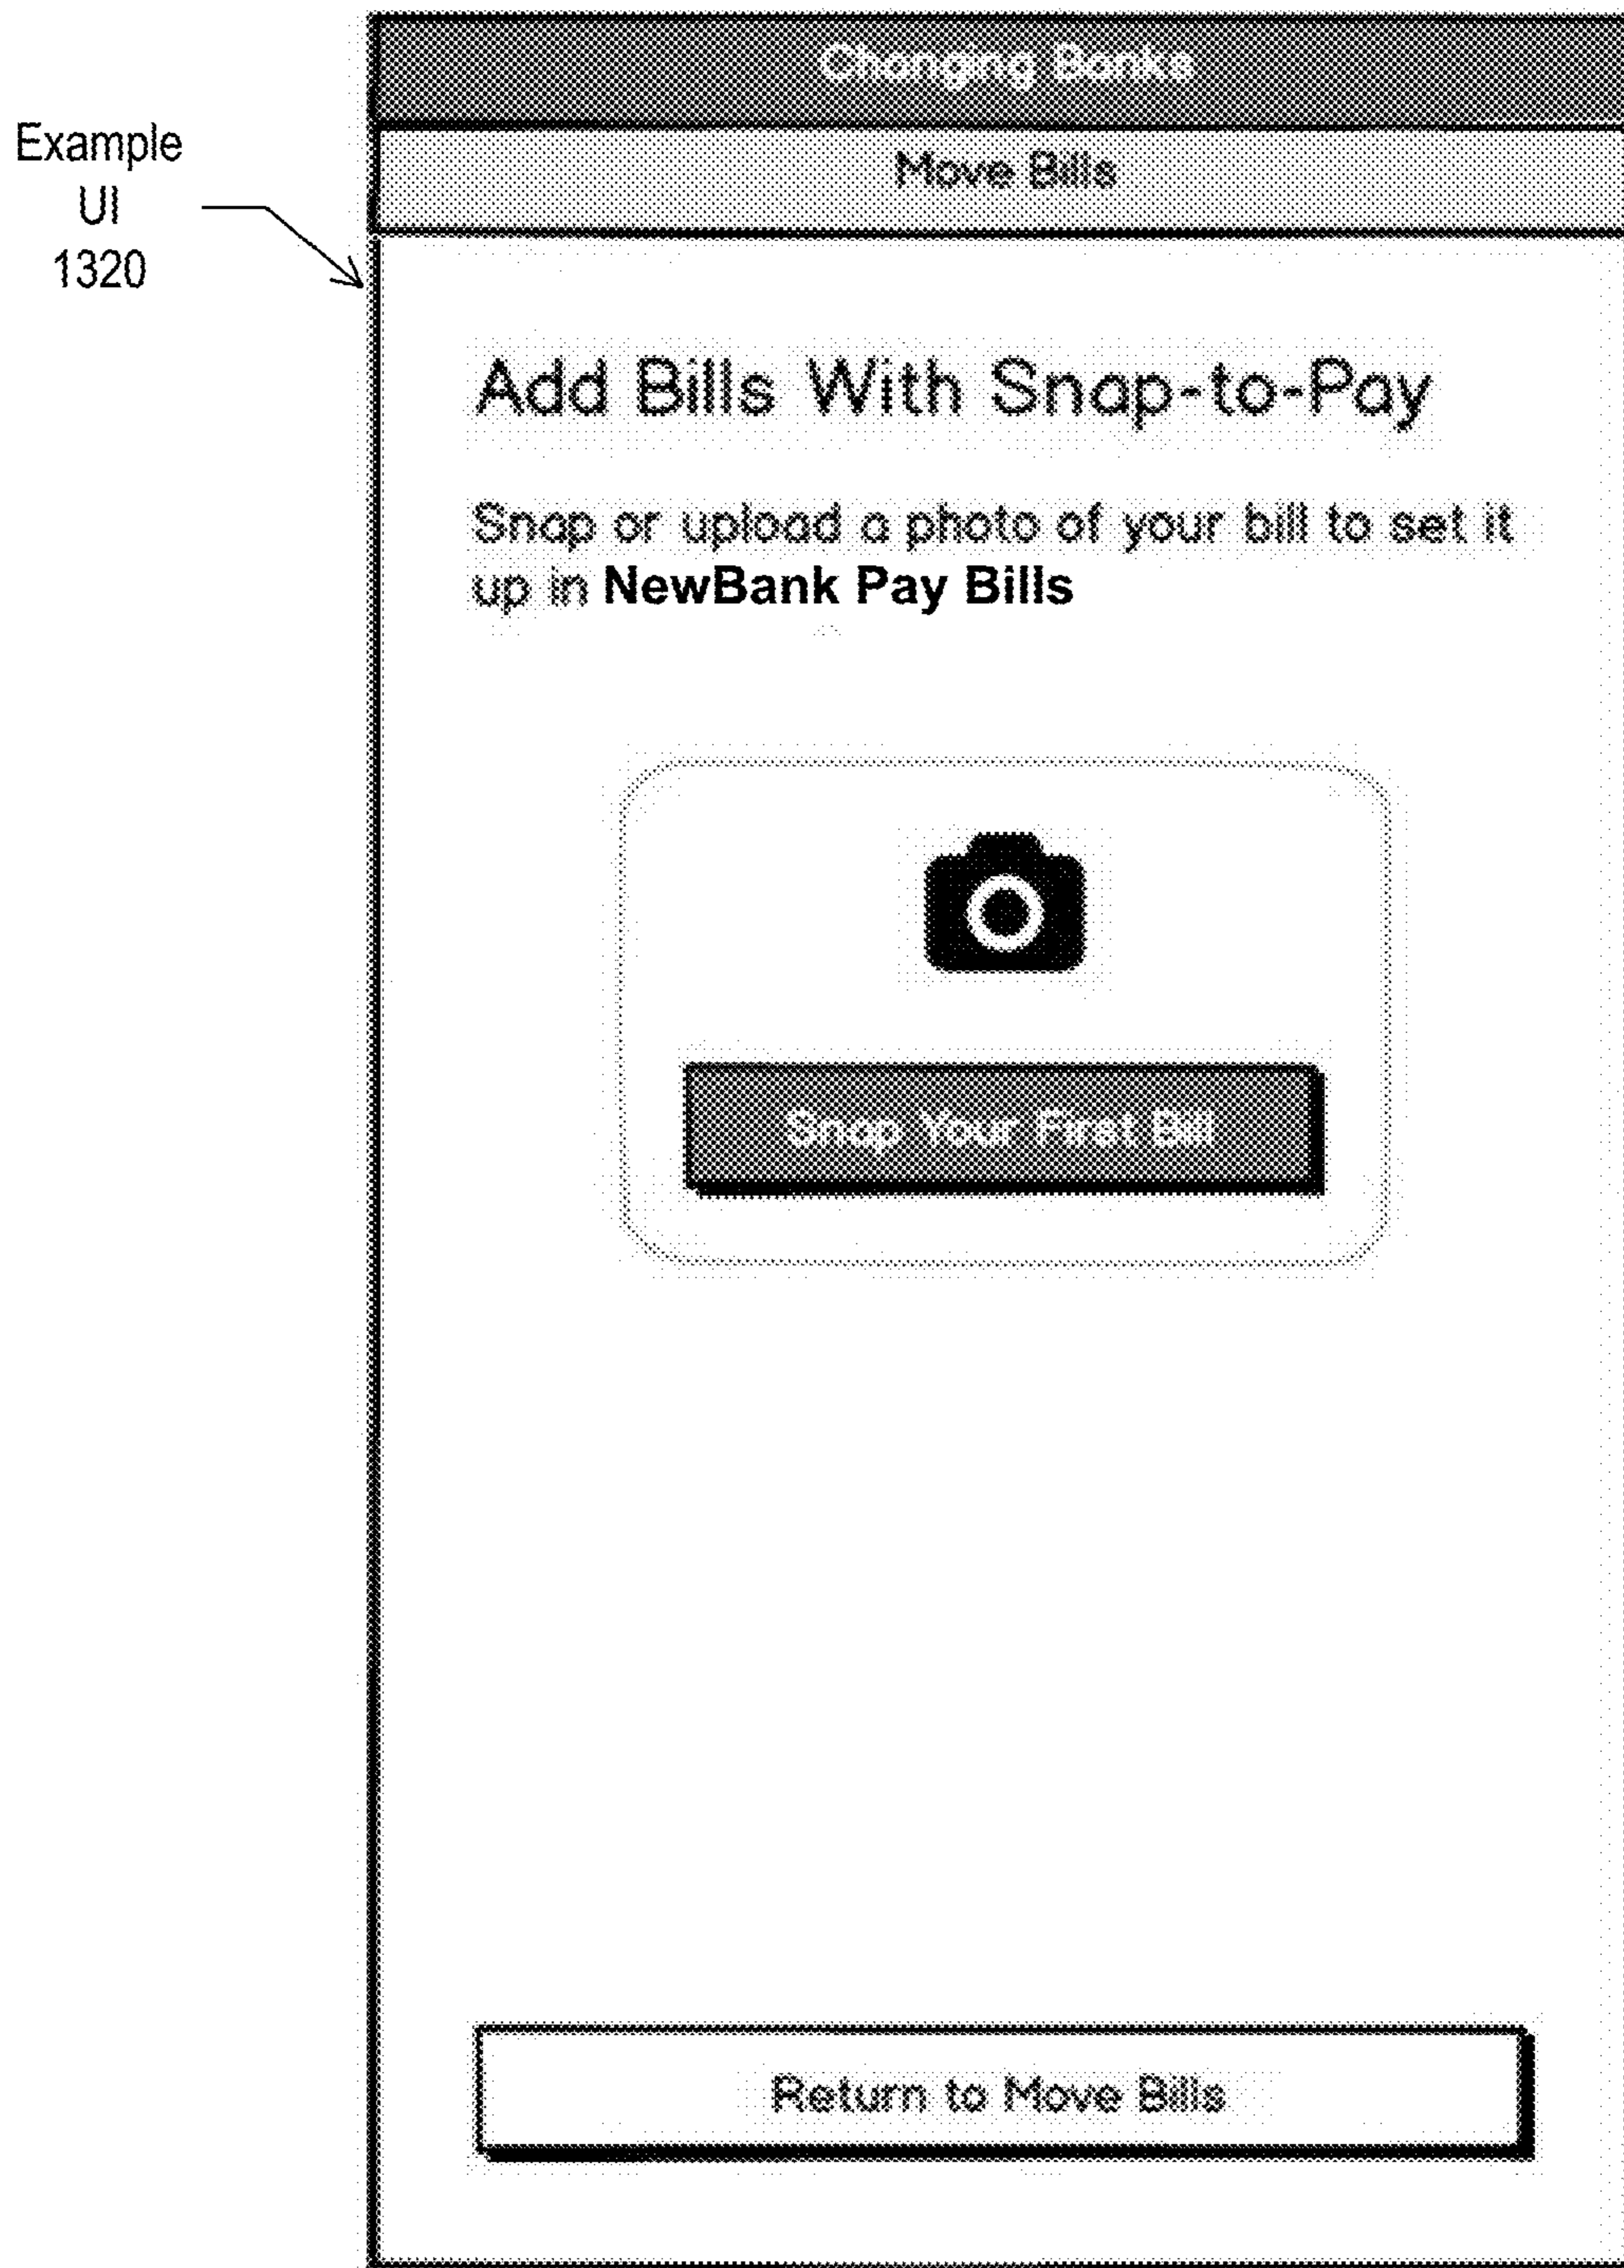 Changing Banks
Move Bills
Example
UI
1320
Add Bills With Snap-to-Pay
Snap or upload a photo of your bill to set it
up in NewBank Pay Bills
Snap Your First Bill
Return to Move Bills